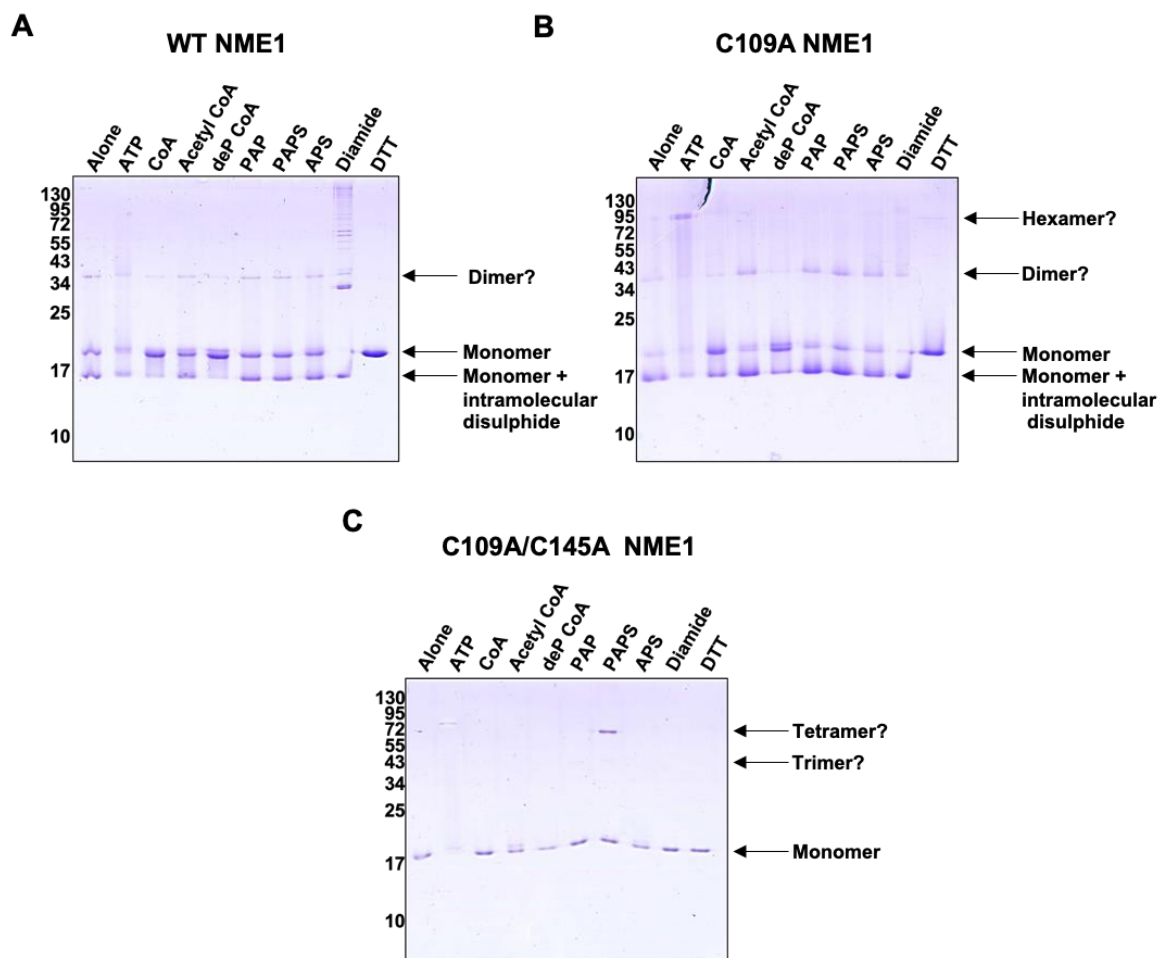 A
WT NME1
Alone
ATP
CoA
Acetyl CoA
deP CoA
PAP
PAPS
APS
Diamide
DTT
130
95
72
55
43
34
25
17
10
Dimer?
Monomer
Monomer +
intramolecular
disulphide
B
C109A NME1
Alone
ATP
CoA
Acetyl CoA
deP CoA
PAP
PAPS
APS
Diamide
DTT
130
95
72
55
43
34
25
17
10
Hexamer?
Dimer?
Monomer
Monomer +
intramolecular
disulphide
C
C109A/C145A NME1
Alone
ATP
CoA
Acetyl CoA
deP CoA
PAP
PAPS
APS
Diamide
DTT
130
95
72
55
43
34
25
17
10
Tetramer?
Trimer?
Monomer